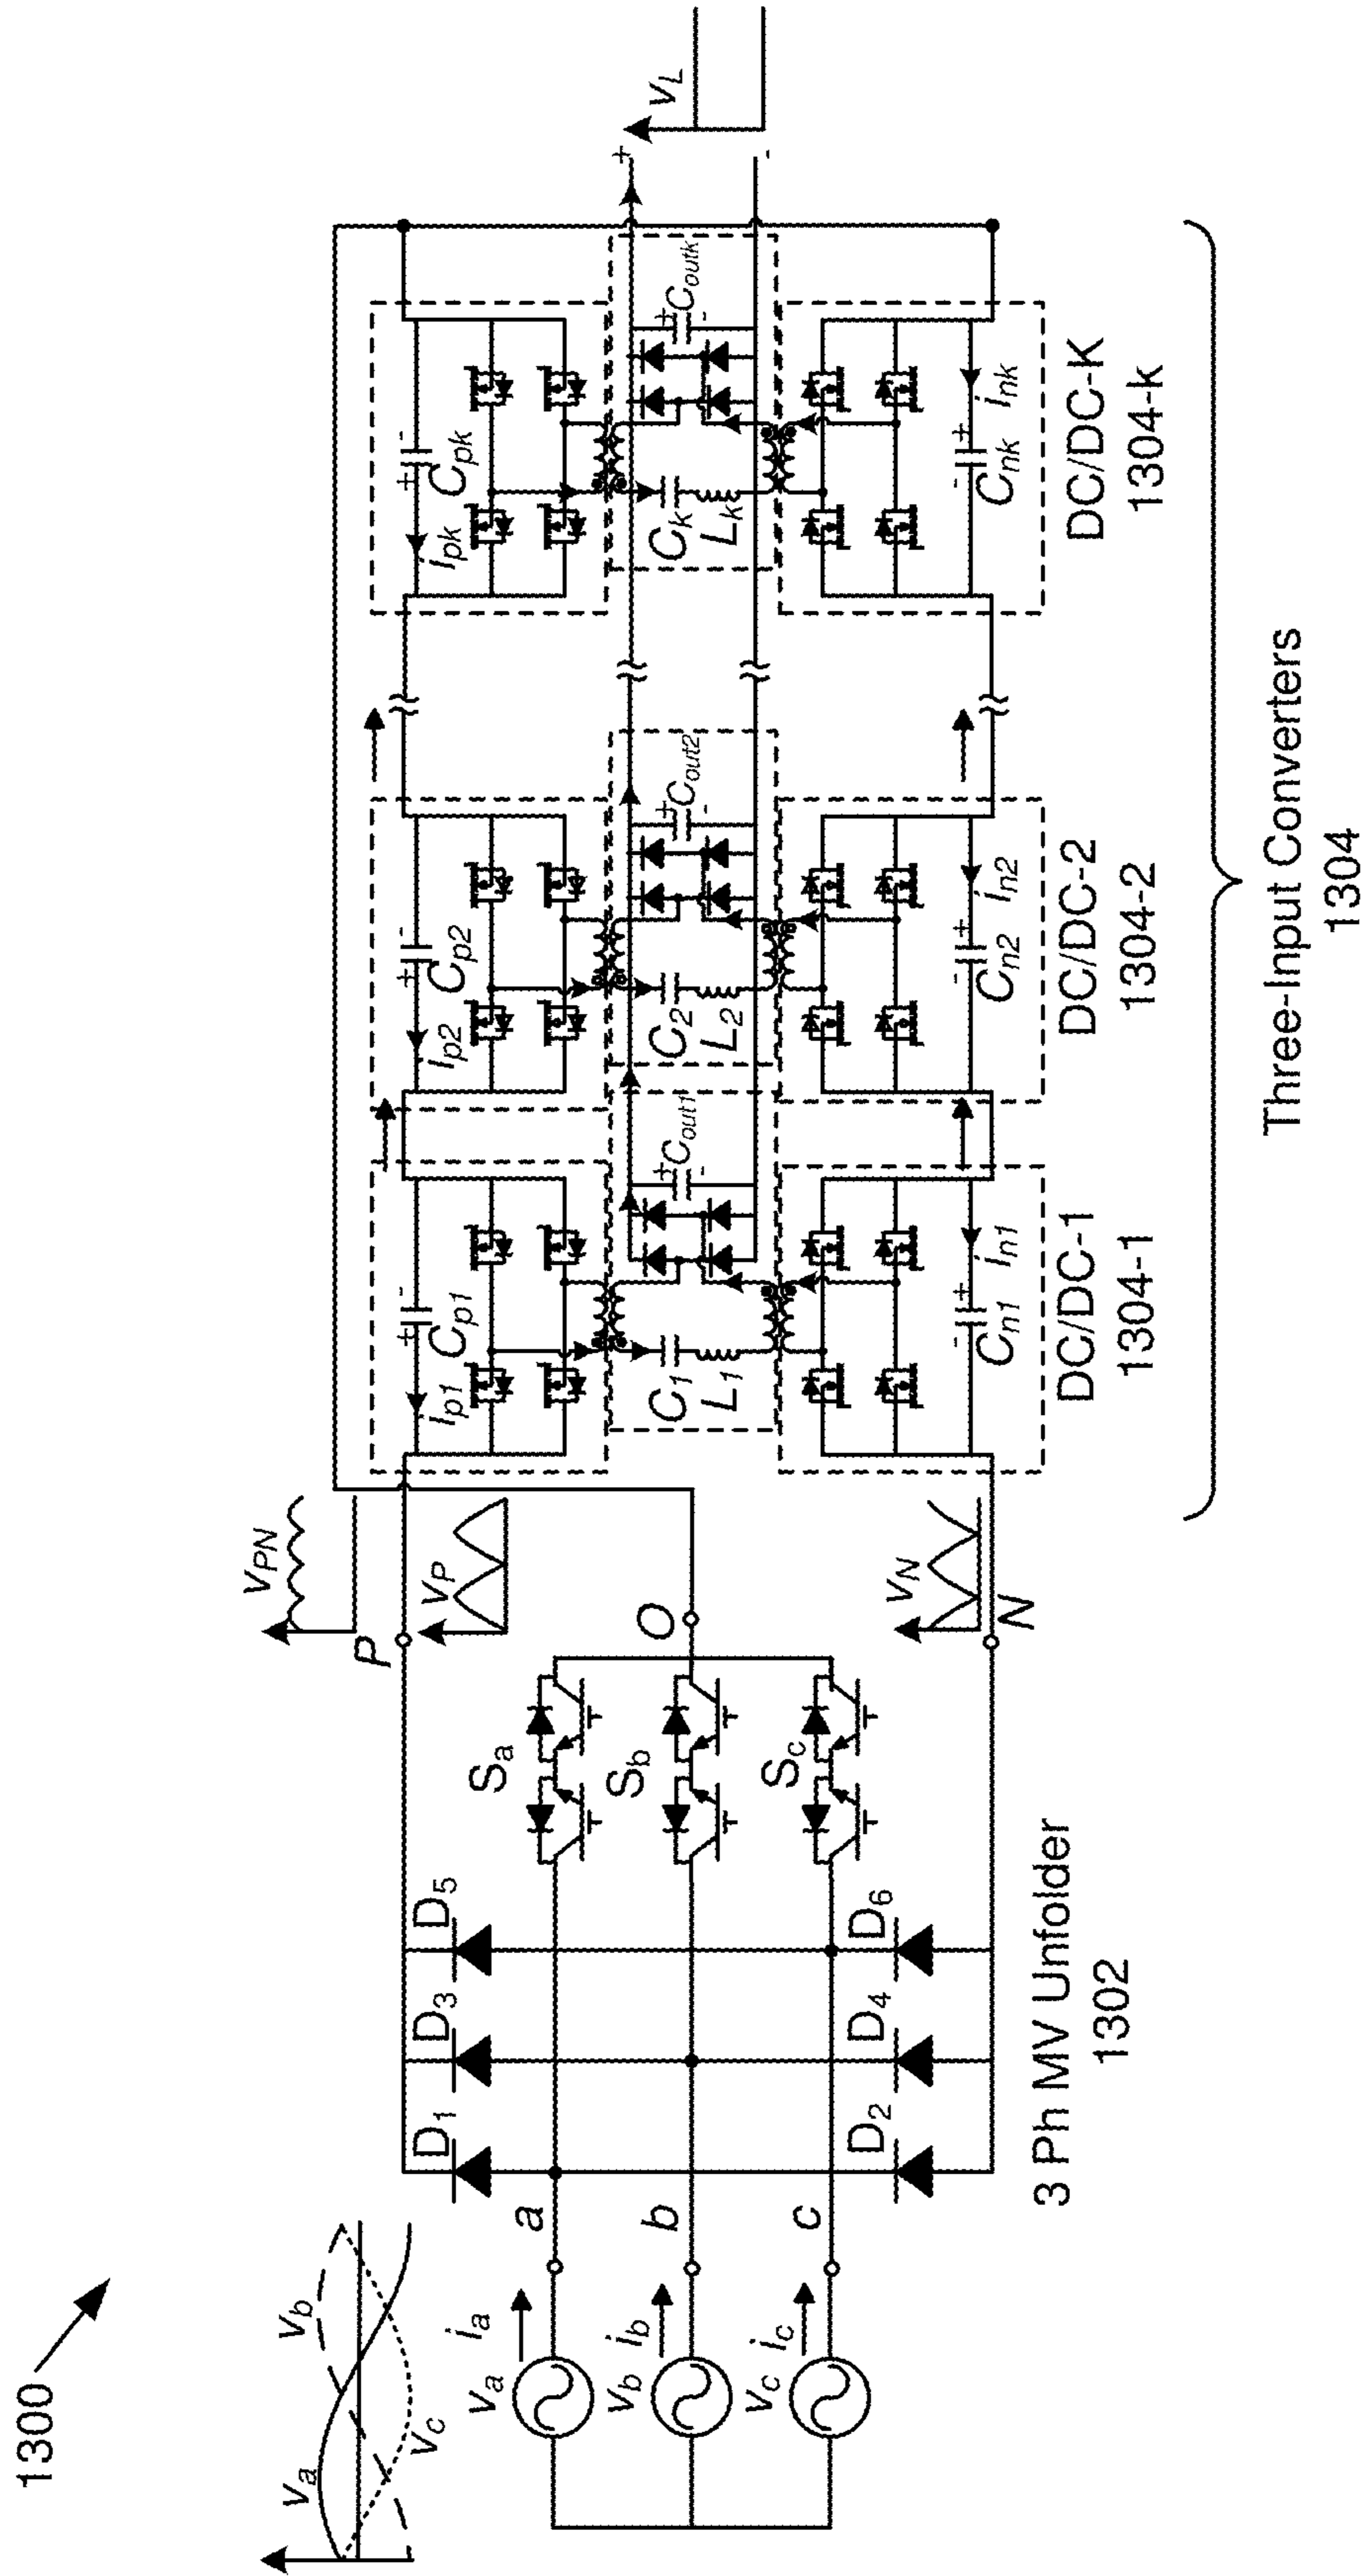 1300
v_a
v_b
v_c
v_a
i_a
v_b
i_b
v_c
i_c
a
b
c
D_1
D_3
D_5
D_2
D_4
D_6
S_a
S_b
S_c
3 Ph MV Unfolder
1302
P
O
N
v_PN
v_P
v_N
i_p1
+ -
C_p1
C_1
L_1
+
C_out1
-
- +
C_n1
i_n1
DC/DC-1
1304-1
i_p2
+ -
C_p2
C_2
L_2
+
C_out2
-
- +
C_n2
i_n2
DC/DC-2
1304-2
i_pk
+ -
C_pk
C_k
L_k
+
C_outk
-
- +
C_nk
i_nk
DC/DC-K
1304-k
+
-
v_L
Three-Input Converters
1304